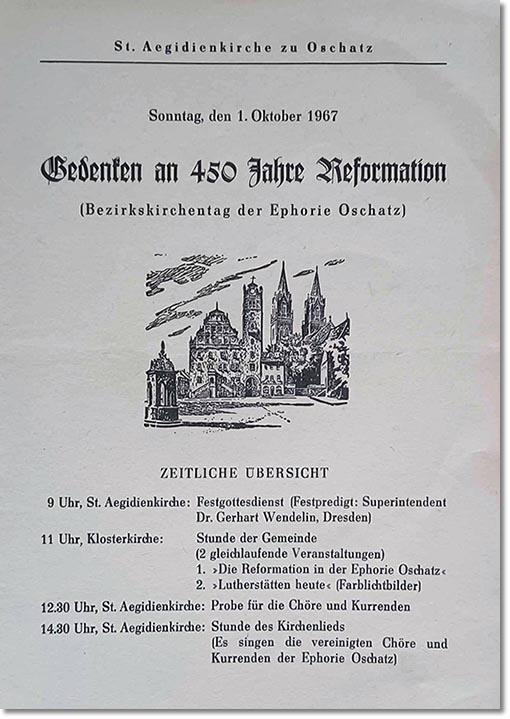 St. Aegidienkirche zu Oschatz
Sonntag, den 1. Oktober 1967
Gedenken an 450 Jahre Reformation
(Bezirkskirchentag der Ephorie Oschatz)
ZEITLICHE ÜBERSICHT
9 Uhr, St. Aegidienkirche: Festgottesdienst (Festpredigt: Superintendent
Dr. Gerhart Wendelin, Dresden)
11 Uhr, Klosterkirche: Stunde der Gemeinde
(2 gleichlaufende Veranstaltungen)
1. »Die Reformation in der Ephorie Oschatz«
2. »Lutherstätten heute« (Farblichtbilder)
12.30 Uhr, St. Aegidienkirche: Probe für die Chöre und Kurrenden
14.30 Uhr, St. Aegidienkirche: Stunde des Kirchenlieds
(Es singen die vereinigten Chöre und
Kurrenden der Ephorie Oschatz)